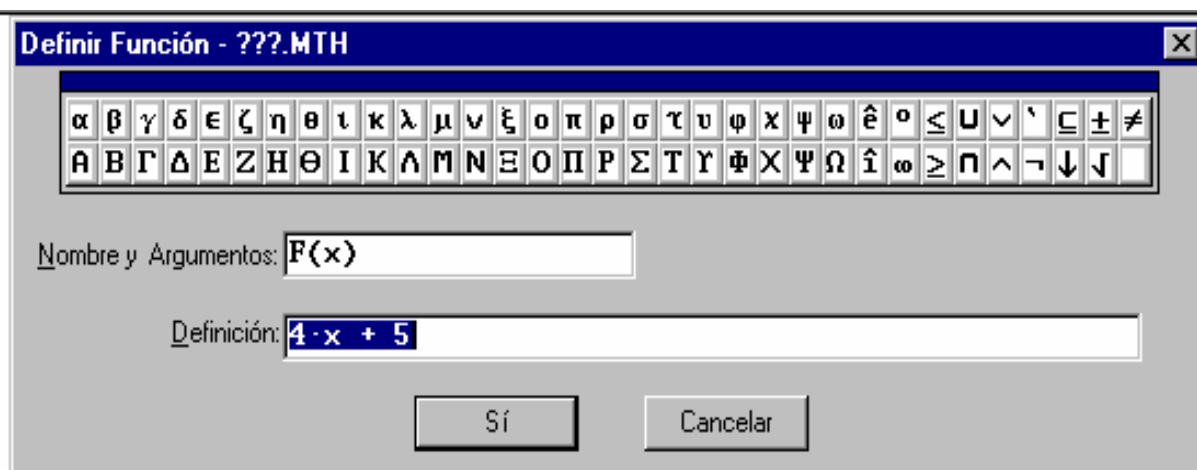 Definir Función - ???.MTH
α β γ δ ε ζ η θ ι κ λ μ ν ξ ο π ρ σ τ υ φ χ ψ ω ê º ≤ ∪ ∨ ` ⊆ ± ≠
Α Β Γ Δ Ε Ζ Η Θ Ι Κ Λ Μ Ν Ξ Ο Π Ρ Σ Τ Υ Φ Χ Ψ Ω î ∞ ≥ ∩ ∧ ¬ ↓ √
Nombre y Argumentos: F(x)
Definición: 4·x + 5
Sí Cancelar